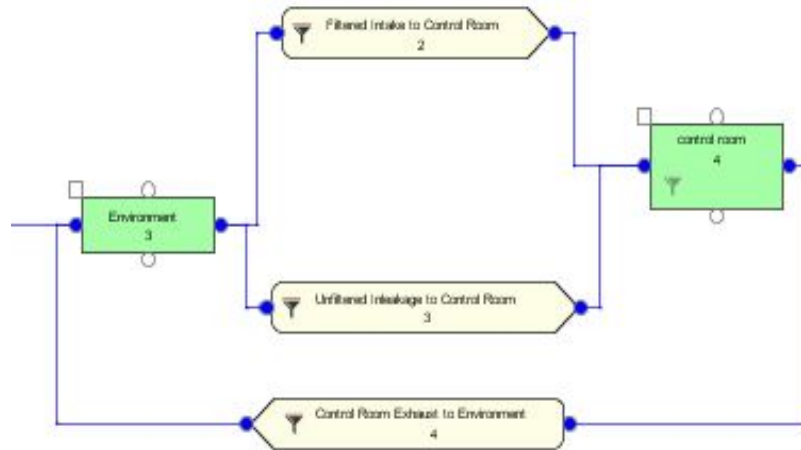 Filtered Intake to Control Room
2
control room
4
Environment
3
Unfiltered Inleakage to Control Room
3
Control Room Exhaust to Environment
4